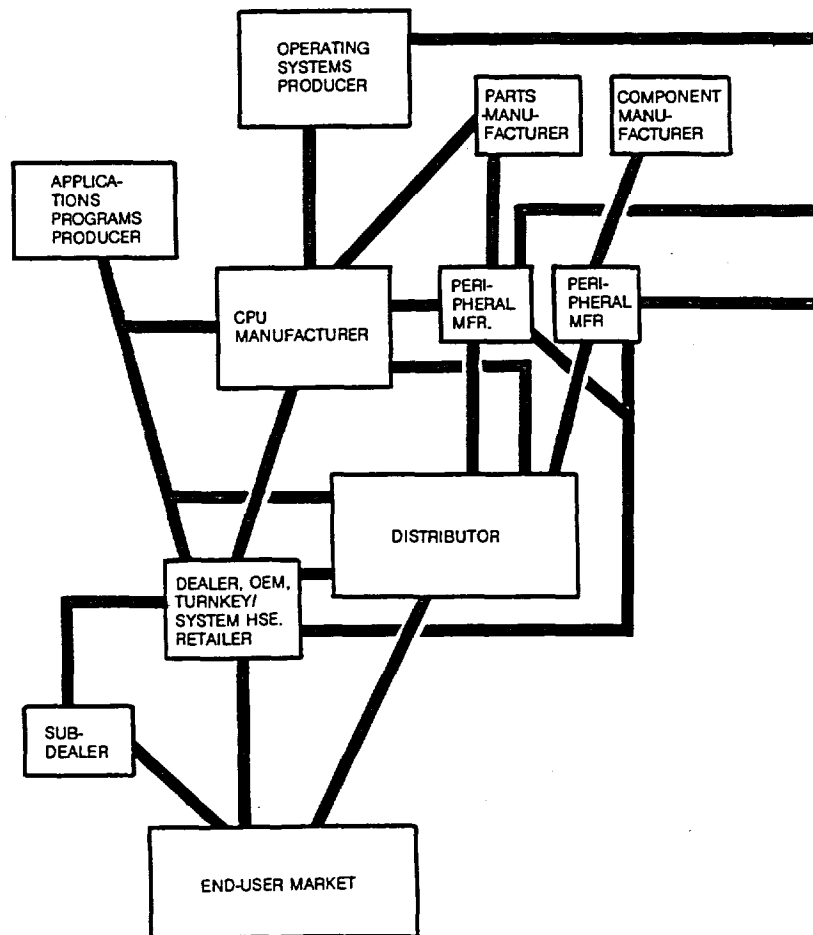 OPERATING
SYSTEMS
PRODUCER
PARTS
-MANU-
FACTURER
COMPONENT
MANU-
FACTURER
APPLICA-
TIONS
PROGRAMS
PRODUCER
CPU
MANUFACTURER
PERI-
PHERAL
MFR.
PERI-
PHERAL
MFR
DISTRIBUTOR
DEALER, OEM,
TURNKEY/
SYSTEM HSE.
RETAILER
SUB-
DEALER
END-USER MARKET